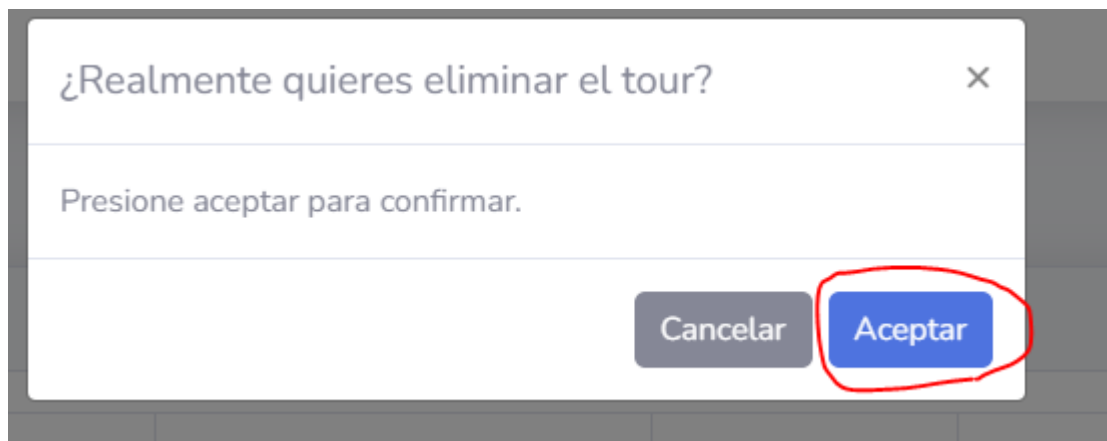 ¿Realmente quieres eliminar el tour? ×
Presione aceptar para confirmar.
Cancelar Aceptar